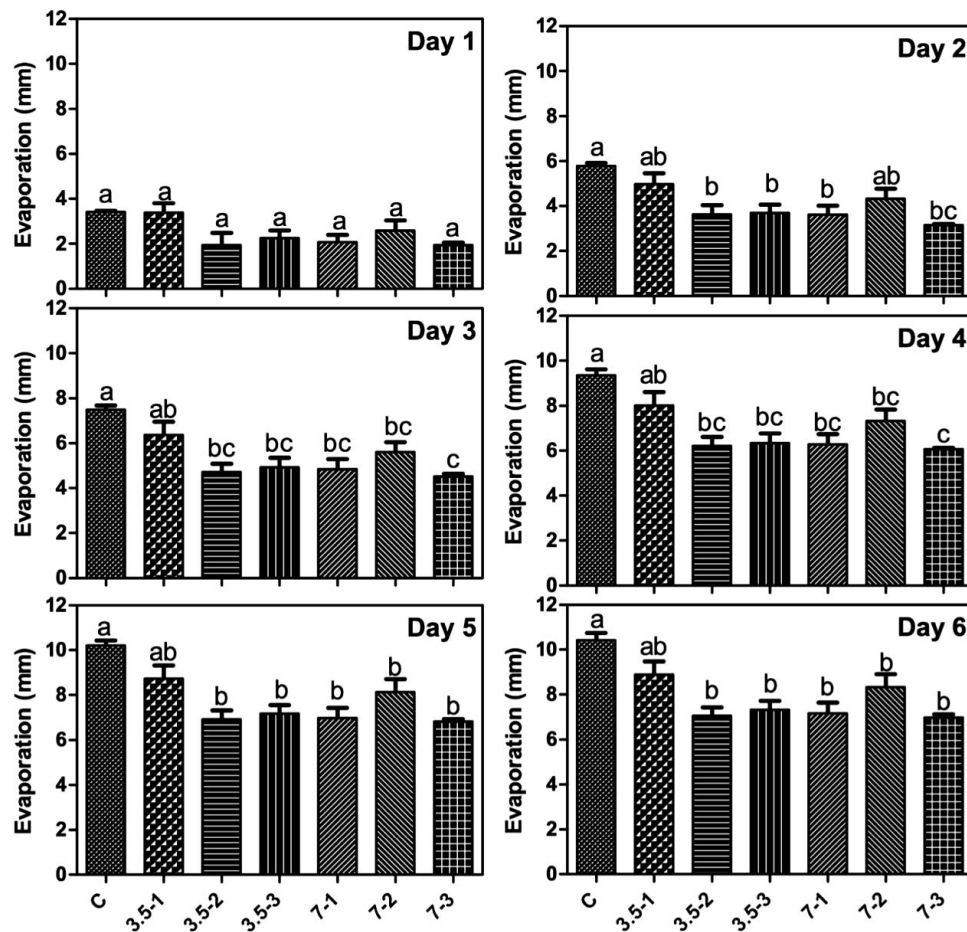 Day 1
Evaporation (mm)
12
10
8
6
4
2
0
a a a a a a a
Day 2
Evaporation (mm)
12
10
8
6
4
2
0
a ab b b b ab bc
Day 3
Evaporation (mm)
12
10
8
6
4
2
0
a ab bc bc bc bc c
Day 4
Evaporation (mm)
12
10
8
6
4
2
0
a ab bc bc bc bc c
Day 5
Evaporation (mm)
12
10
8
6
4
2
0
a ab b b b b b
C 3.5-1 3.5-2 3.5-3 7-1 7-2 7-3
Day 6
Evaporation (mm)
12
10
8
6
4
2
0
a ab b b b b b
C 3.5-1 3.5-2 3.5-3 7-1 7-2 7-3